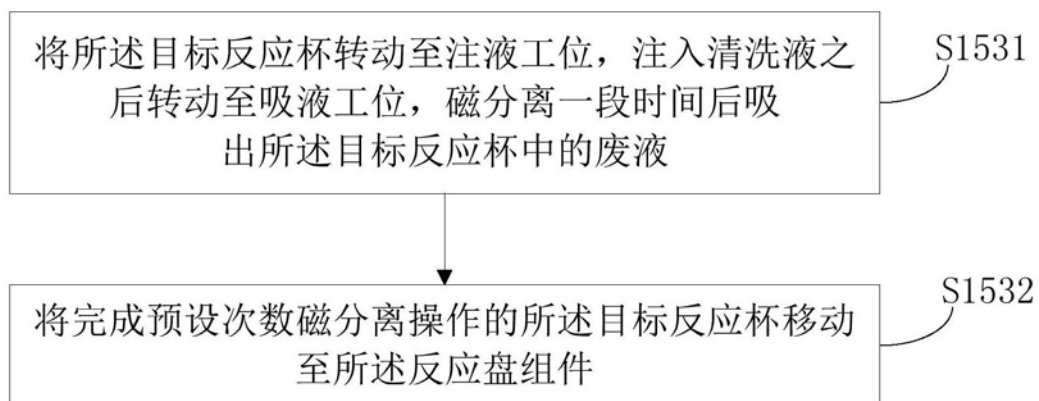 将所述目标反应杯转动至注液工位，注入清洗液之
后转动至吸液工位，磁分离一段时间后吸
出所述目标反应杯中的废液
S1531
将完成预设次数磁分离操作的所述目标反应杯移动
至所述反应盘组件
S1532